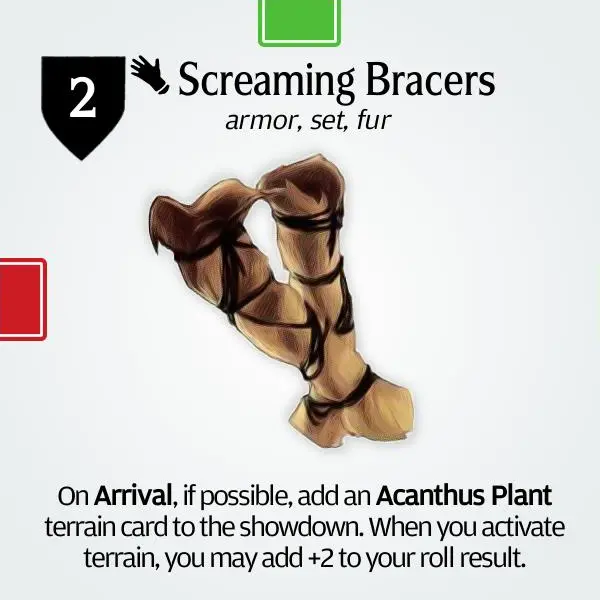 2
Screaming Bracers
armor, set, fur
On Arrival, if possible, add an Acanthus Plant
terrain card to the showdown. When you activate
terrain, you may add +2 to your roll result.